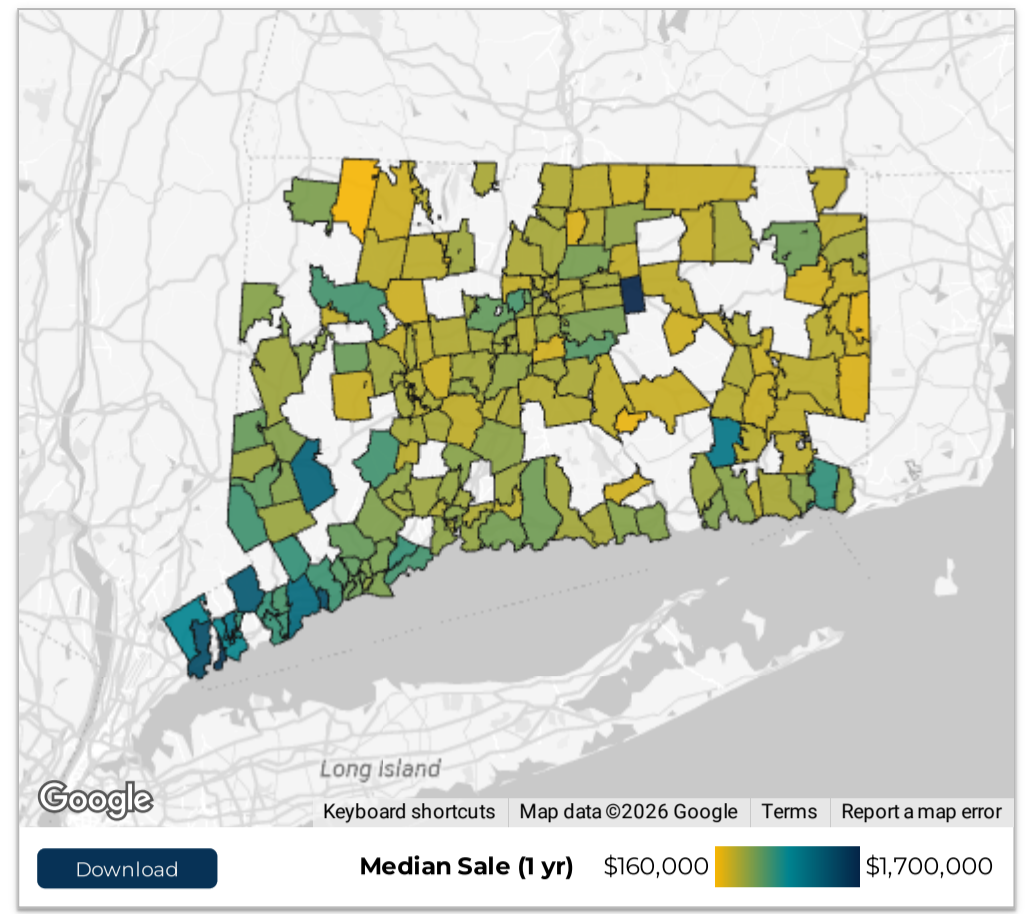 Long Island
Google
Keyboard shortcuts
Map data ©2026 Google
Terms
Report a map error
Download
Median Sale (1 yr)
$160,000
$1,700,000